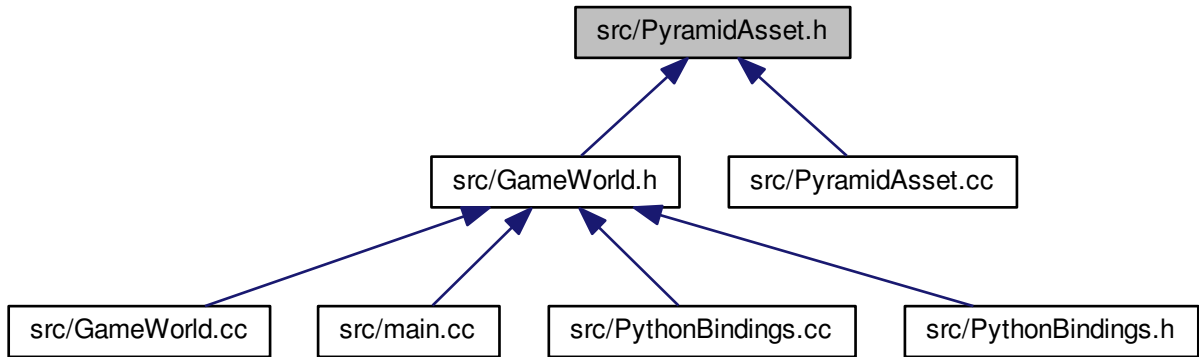 src/PyramidAsset.h
src/GameWorld.h
src/PyramidAsset.cc
src/GameWorld.cc
src/main.cc
src/PythonBindings.cc
src/PythonBindings.h